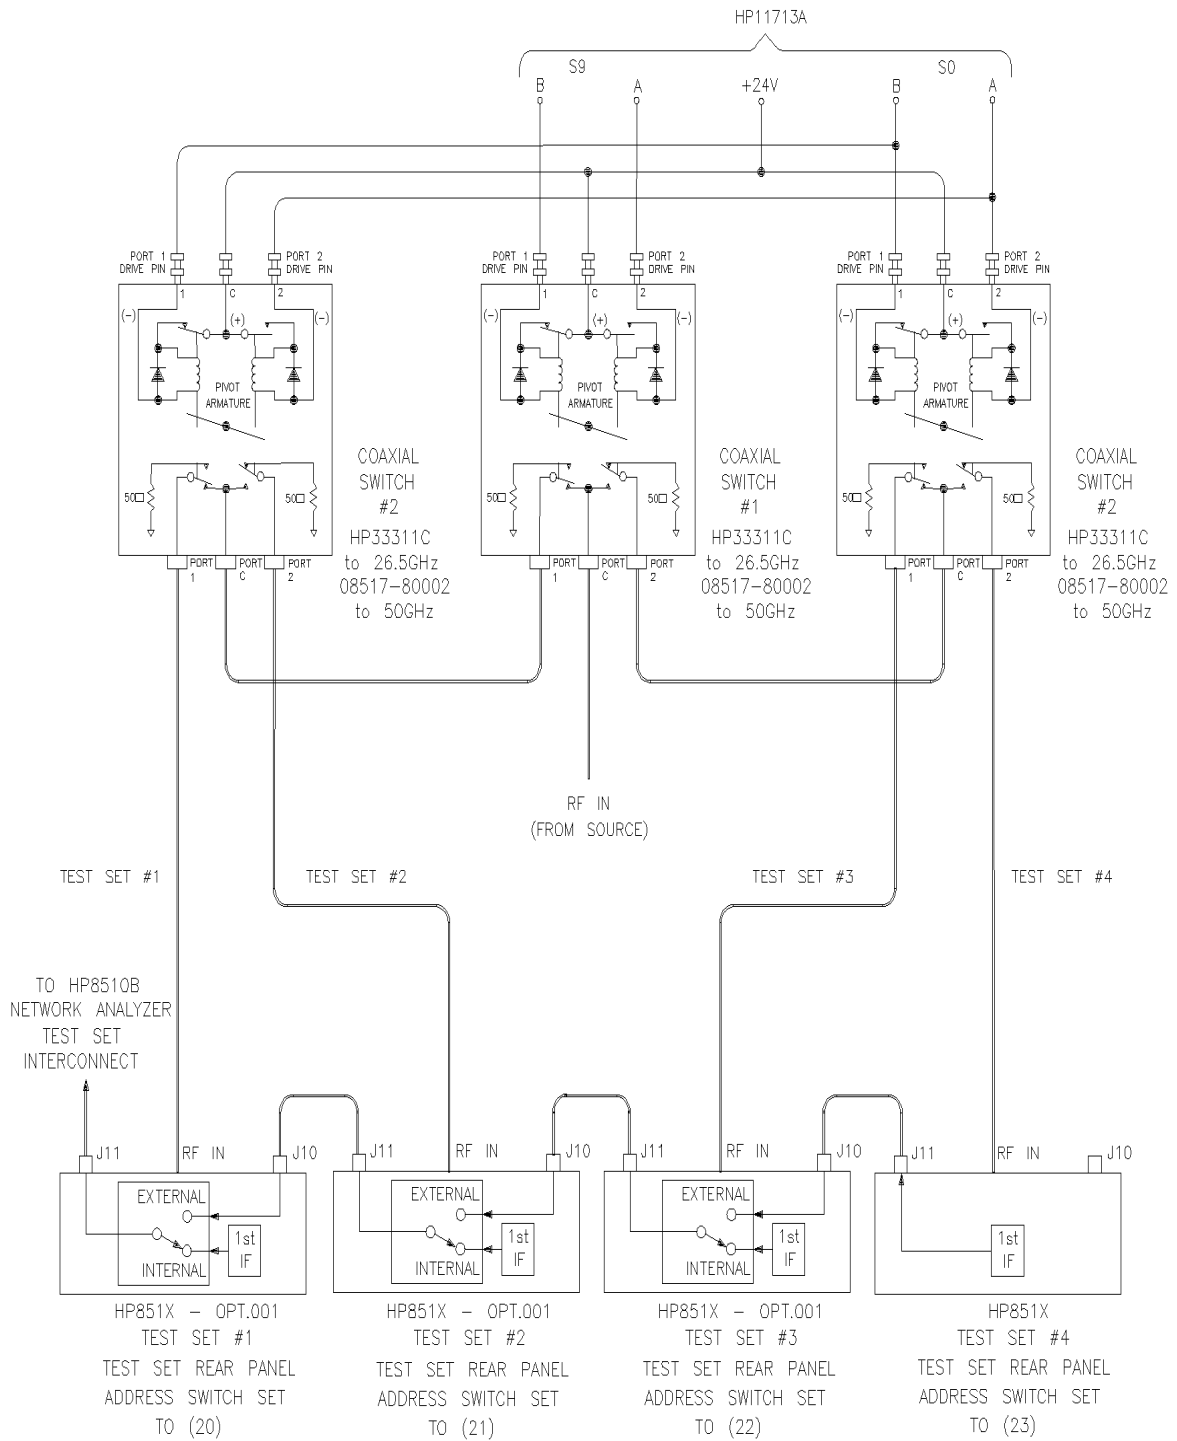 HP11713A
S9
S0
B
A
+24V
B
A
PORT 1
DRIVE PIN
PORT 2
DRIVE PIN
PORT 1
DRIVE PIN
PORT 2
DRIVE PIN
PORT 1
DRIVE PIN
PORT 2
DRIVE PIN
1
C
2
1
C
2
1
C
2
(-)
(+)
(-)
(-)
(+)
(-)
(-)
(+)
(-)
PIVOT
ARMATURE
PIVOT
ARMATURE
PIVOT
ARMATURE
50□
50□
50□
50□
50□
50□
COAXIAL
SWITCH
#2
HP33311C
to 26.5GHz
08517-80002
to 50GHz
COAXIAL
SWITCH
#1
HP33311C
to 26.5GHz
08517-80002
to 50GHz
COAXIAL
SWITCH
#2
HP33311C
to 26.5GHz
08517-80002
to 50GHz
PORT
1
PORT
C
PORT
2
PORT
1
PORT
C
PORT
2
PORT
1
PORT
C
PORT
2
RF IN
(FROM SOURCE)
TEST SET #1
TEST SET #2
TEST SET #3
TEST SET #4
TO HP8510B
NETWORK ANALYZER
TEST SET
INTERCONNECT
J11
RF IN
J10
J11
RF IN
J10
J11
RF IN
J10
J11
RF IN
J10
EXTERNAL
INTERNAL
1st
IF
EXTERNAL
INTERNAL
1st
IF
EXTERNAL
INTERNAL
1st
IF
1st
IF
HP851X - OPT.001
TEST SET #1
TEST SET REAR PANEL
ADDRESS SWITCH SET
TO (20)
HP851X - OPT.001
TEST SET #2
TEST SET REAR PANEL
ADDRESS SWITCH SET
TO (21)
HP851X - OPT.001
TEST SET #3
TEST SET REAR PANEL
ADDRESS SWITCH SET
TO (22)
HP851X
TEST SET #4
TEST SET REAR PANEL
ADDRESS SWITCH SET
TO (23)